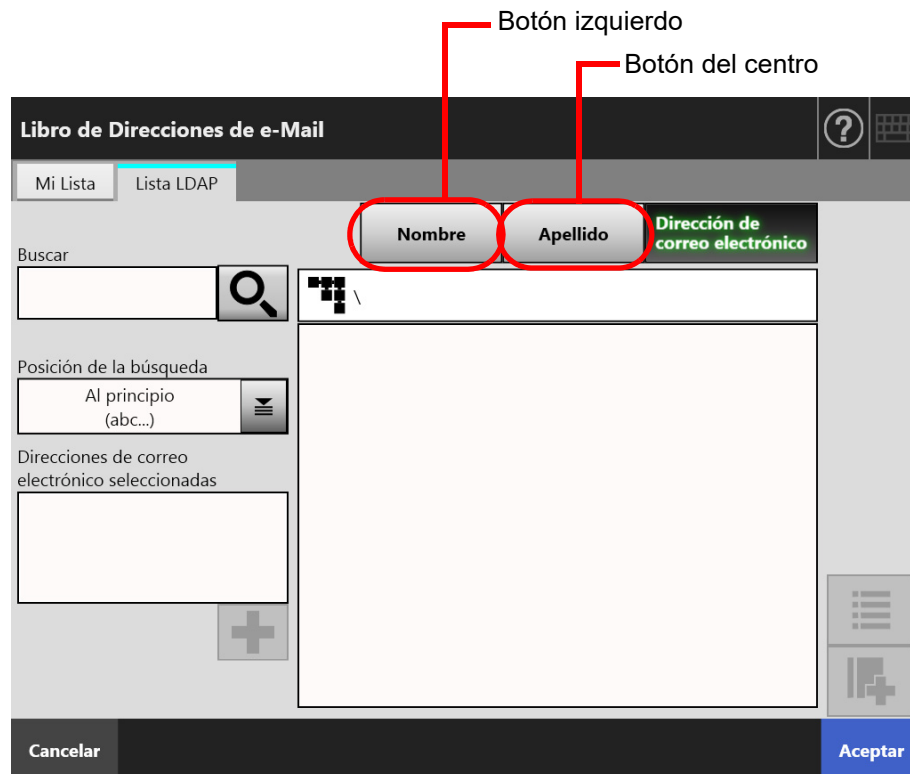 Botón izquierdo
Botón del centro
Libro de Direcciones de e-Mail
?
Mi Lista
Lista LDAP
Nombre
Apellido
Dirección de
correo electrónico
Buscar
\
Posición de la búsqueda
Al principio
(abc...)
Direcciones de correo
electrónico seleccionadas
Cancelar
Aceptar